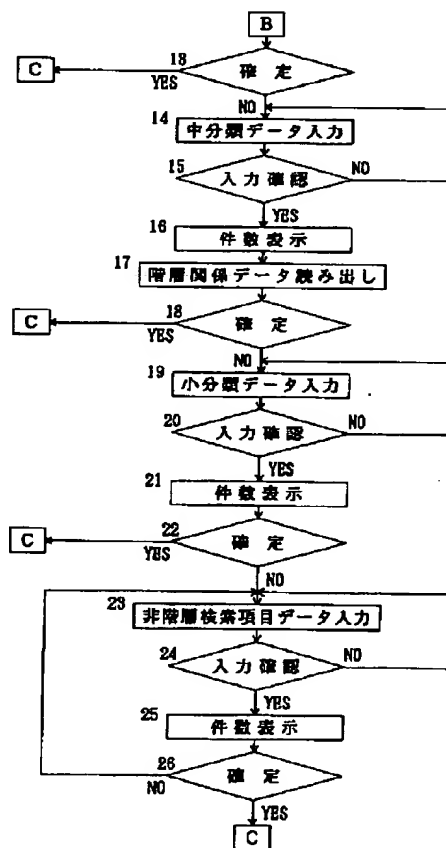 B
13
確定
C
YES
NO
14
中分類データ入力
15
入力確認
NO
YES
16
件数表示
17
階層関係データ読み出し
18
確定
C
YES
NO
19
小分類データ入力
20
入力確認
NO
YES
21
件数表示
22
確定
C
YES
NO
23
非階層検索項目データ入力
24
入力確認
NO
YES
25
件数表示
26
確定
NO
YES
C